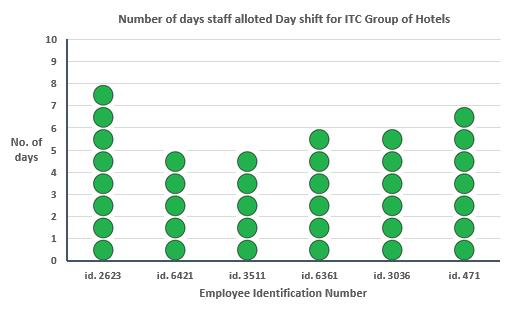 Number of days staff alloted Day shift for ITC Group of Hotels
10
9
8
7
6
5
4
3
2
1
0
No. of
days
id. 2623 id. 6421 id. 3511 id. 6361 id. 3036 id. 471
Employee Identification Number